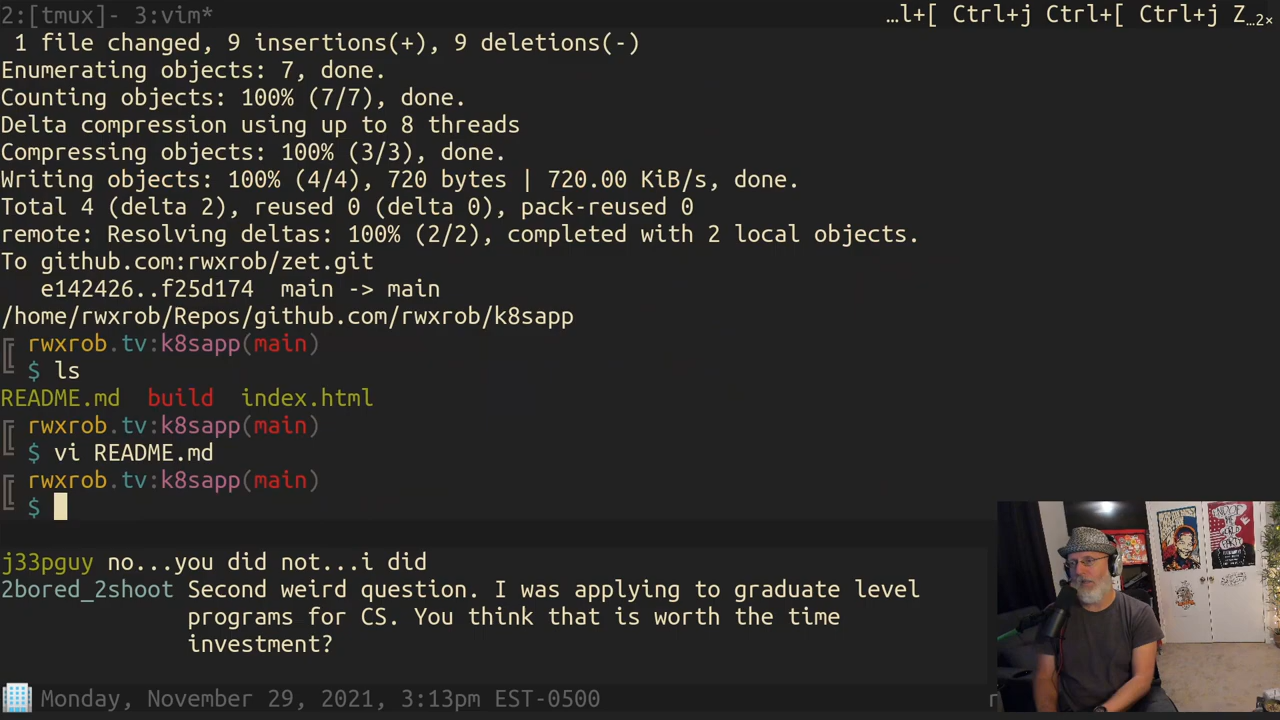 2:[tmux]- 3:vim*
…l+[ Ctrl+j Ctrl+[ Ctrl+j Z…2×
1 file changed, 9 insertions(+), 9 deletions(-)
Enumerating objects: 7, done.
Counting objects: 100% (7/7), done.
Delta compression using up to 8 threads
Compressing objects: 100% (3/3), done.
Writing objects: 100% (4/4), 720 bytes | 720.00 KiB/s, done.
Total 4 (delta 2), reused 0 (delta 0), pack-reused 0
remote: Resolving deltas: 100% (2/2), completed with 2 local objects.
To github.com:rwxrob/zet.git
e142426..f25d174  main -> main
/home/rwxrob/Repos/github.com/rwxrob/k8sapp
rwxrob.tv:k8sapp(main)
$ ls
README.md  build  index.html
rwxrob.tv:k8sapp(main)
$ vi README.md
rwxrob.tv:k8sapp(main)
$
j33pguy no...you did not...i did
2bored_2shoot Second weird question. I was applying to graduate level
programs for CS. You think that is worth the time
investment?
Monday, November 29, 2021, 3:13pm EST-0500